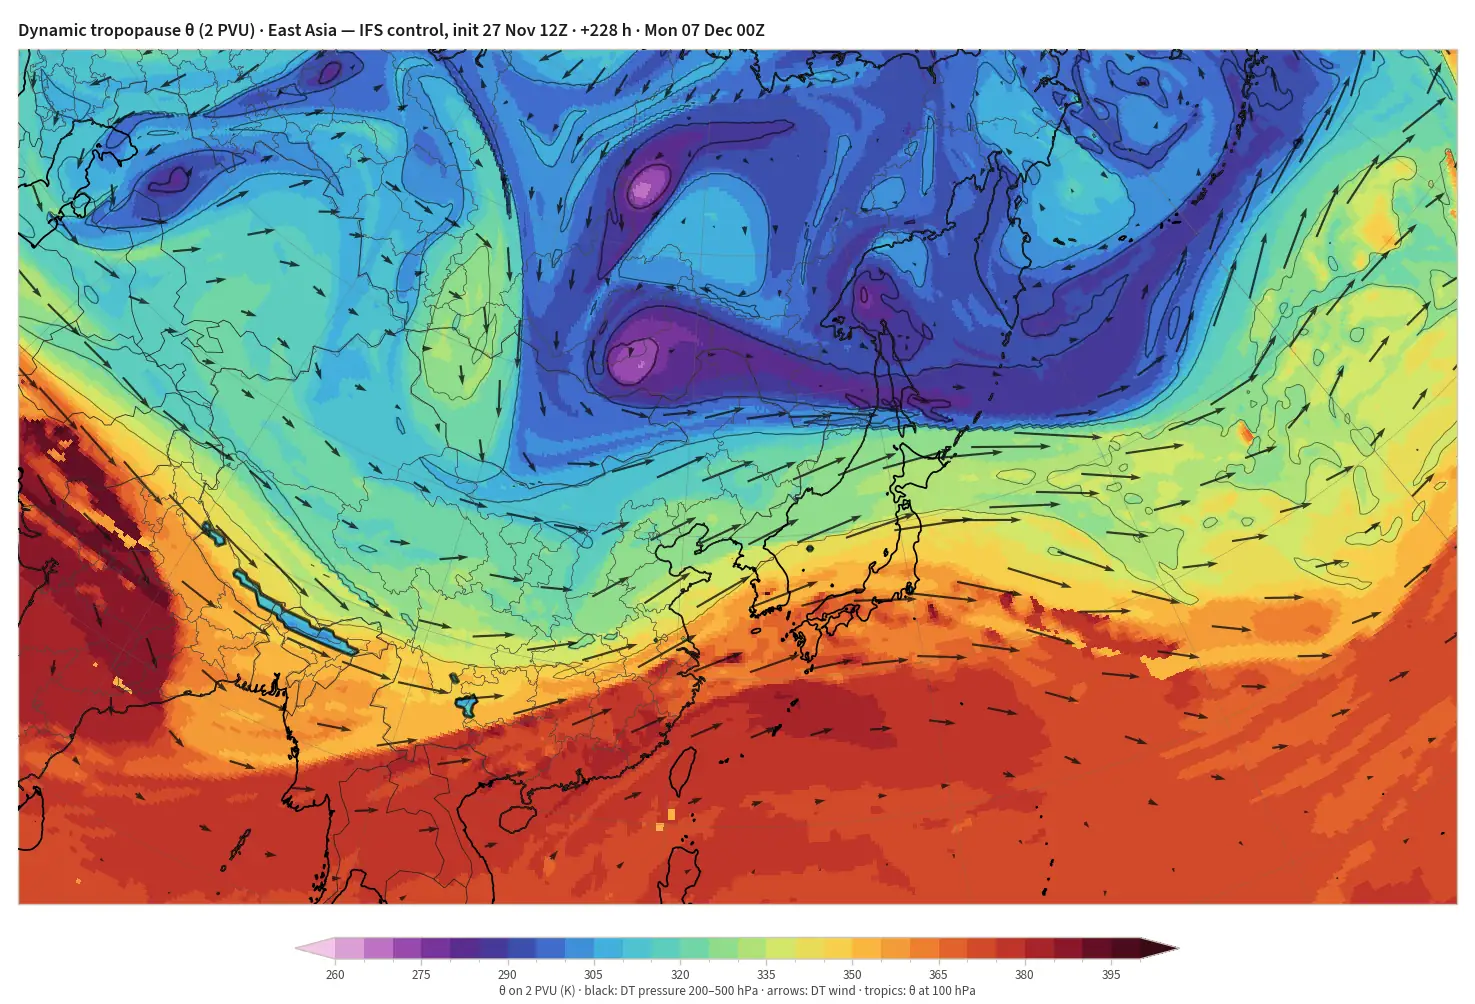 Dynamic tropopause θ (2 PVU) · East Asia — IFS control, init 27 Nov 12Z · +228 h · Mon 07 Dec 00Z
260 275 290 305 320 335 350 365 380 395
θ on 2 PVU (K) · black: DT pressure 200–500 hPa · arrows: DT wind · tropics: θ at 100 hPa